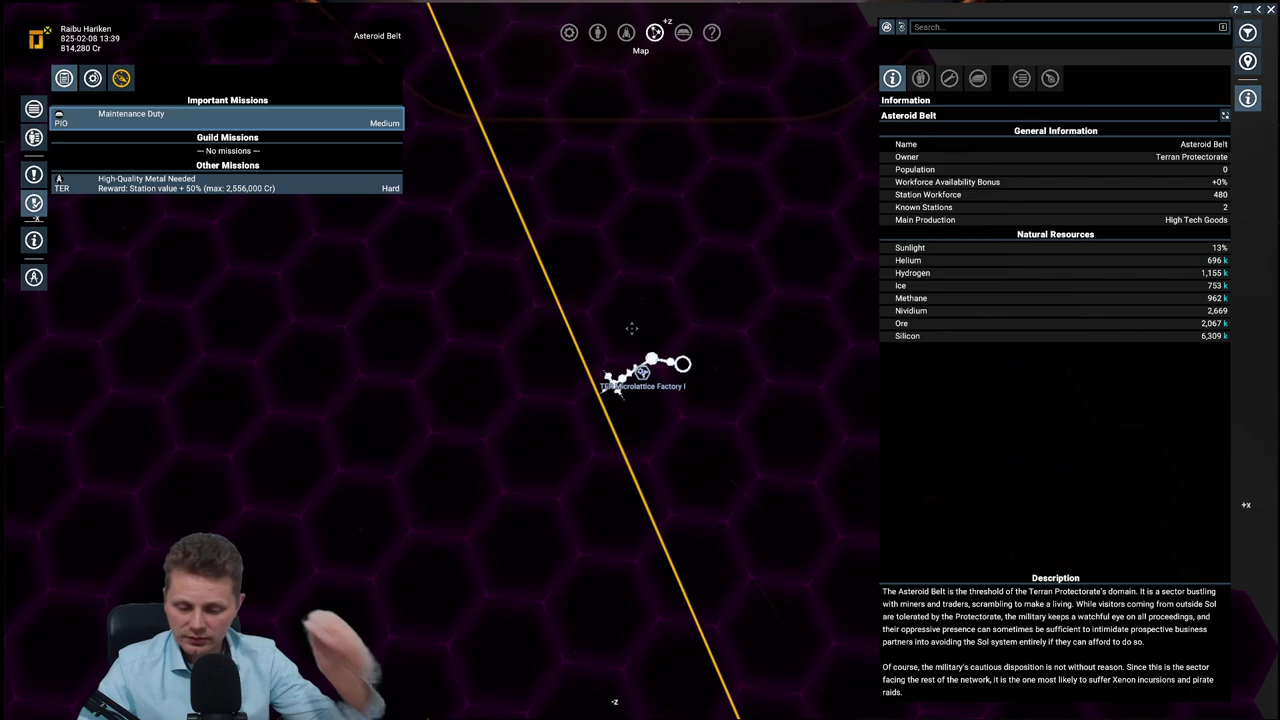 Raibu Hariken
825-02-08 13:39
814,280 Cr
Asteroid Belt
+z
Map
-z
+x
-x
Important Missions
Maintenance Duty
PIO Medium
Guild Missions
--- No missions ---
Other Missions
High-Quality Metal Needed
TER Reward: Station value + 50% (max: 2,556,000 Cr) Hard
TER Microlattice Factory I
Search...
Information
Asteroid Belt
General Information
Name Asteroid Belt
Owner Terran Protectorate
Population 0
Workforce Availability Bonus +0%
Station Workforce 480
Known Stations 2
Main Production High Tech Goods
Natural Resources
Sunlight 13%
Helium 696 k
Hydrogen 1,155 k
Ice 753 k
Methane 962 k
Nividium 2,669
Ore 2,067 k
Silicon 6,309 k
Description
The Asteroid Belt is the threshold of the Terran Protectorate's domain. It is a sector bustling
with miners and traders, scrambling to make a living. While visitors coming from outside Sol
are tolerated by the Protectorate, the military keeps a watchful eye on all proceedings, and
their oppressive presence can sometimes be sufficient to intimidate prospective business
partners into avoiding the Sol system entirely if they can afford to do so.
Of course, the military's cautious disposition is not without reason. Since this is the sector
facing the rest of the network, it is the one most likely to suffer Xenon incursions and pirate
raids.